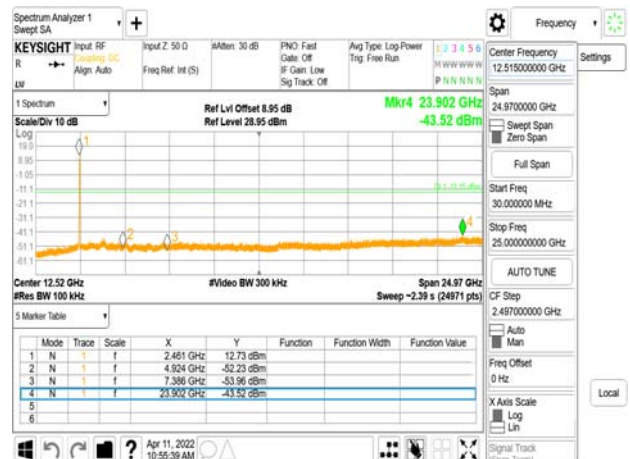 Spectrum Analyzer 1
Swept SA
Frequency
KEYSIGHT Input: RF Input Z: 50 Ω #Atten: 30 dB PNO: Fast Avg Type: Log-Power 1 2 3 4 5 6
R Coupling: DC Gate: Off Trig: Free Run M W W W W W
Align: Auto Freq Ref: Int (S) IF Gain: Low
Sig Track: Off P N N N N N
1 Spectrum
Ref Lvl Offset 8.95 dB Mkr4 23.902 GHz
Scale/Div 10 dB Ref Level 28.95 dBm -43.52 dBm
Log
19.0
8.95
-1.05
-11.1
-21.1
-31.1
-41.1
-51.1
-61.1
1
2
3
4
Center 12.52 GHz #Video BW 300 kHz Span 24.97 GHz
#Res BW 100 kHz Sweep ~2.39 s (24971 pts)
5 Marker Table
Mode Trace Scale X Y Function Function Width Function Value
1 N 1 f 2.461 GHz 12.73 dBm
2 N 1 f 4.924 GHz -52.23 dBm
3 N 1 f 7.386 GHz -53.96 dBm
4 N 1 f 23.902 GHz -43.52 dBm
5
6
Apr 11, 2022
10:55:39 AM
Center Frequency
12.515000000 GHz
Settings
Span
24.9700000 GHz
Swept Span
Zero Span
Full Span
Start Freq
30.000000 MHz
Stop Freq
25.000000000 GHz
AUTO TUNE
CF Step
2.497000000 GHz
Auto
Man
Freq Offset
0 Hz
Local
X Axis Scale
Log
Lin
Signal Track